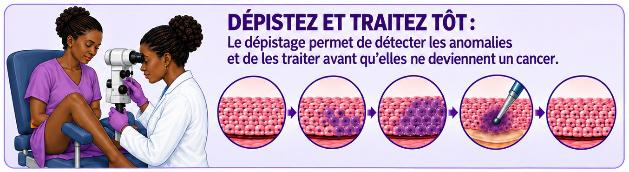 DÉPISTEZ ET TRAITEZ TÔT :
Le dépistage permet de détecter les anomalies
et de les traiter avant qu'elles ne deviennent un cancer.